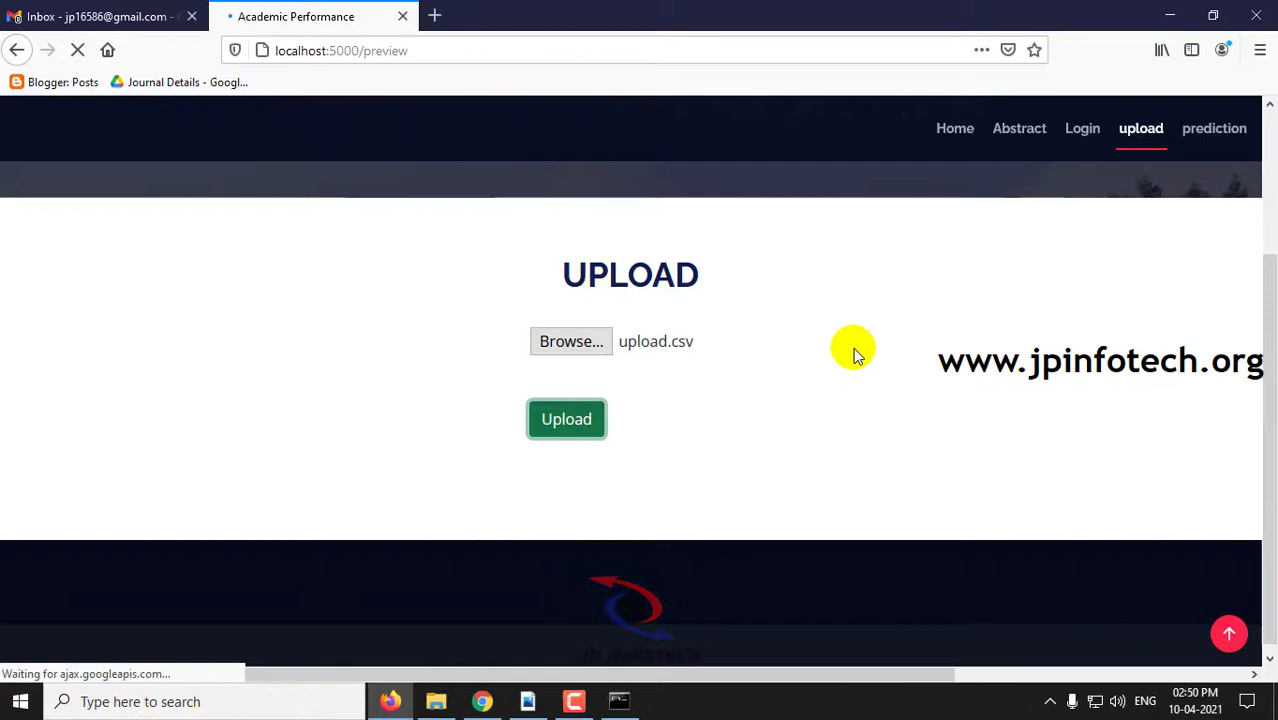 Inbox - jp16586@gmail.com -
Academic Performance
localhost:5000/preview
Blogger: Posts
Journal Details - Googl...
Home
Abstract
Login
upload
prediction
UPLOAD
Browse...
upload.csv
www.jpinfotech.org
Upload
JP INFOTECH
Waiting for ajax.googleapis.com...
Type here to search
ENG
02:50 PM
10-04-2021